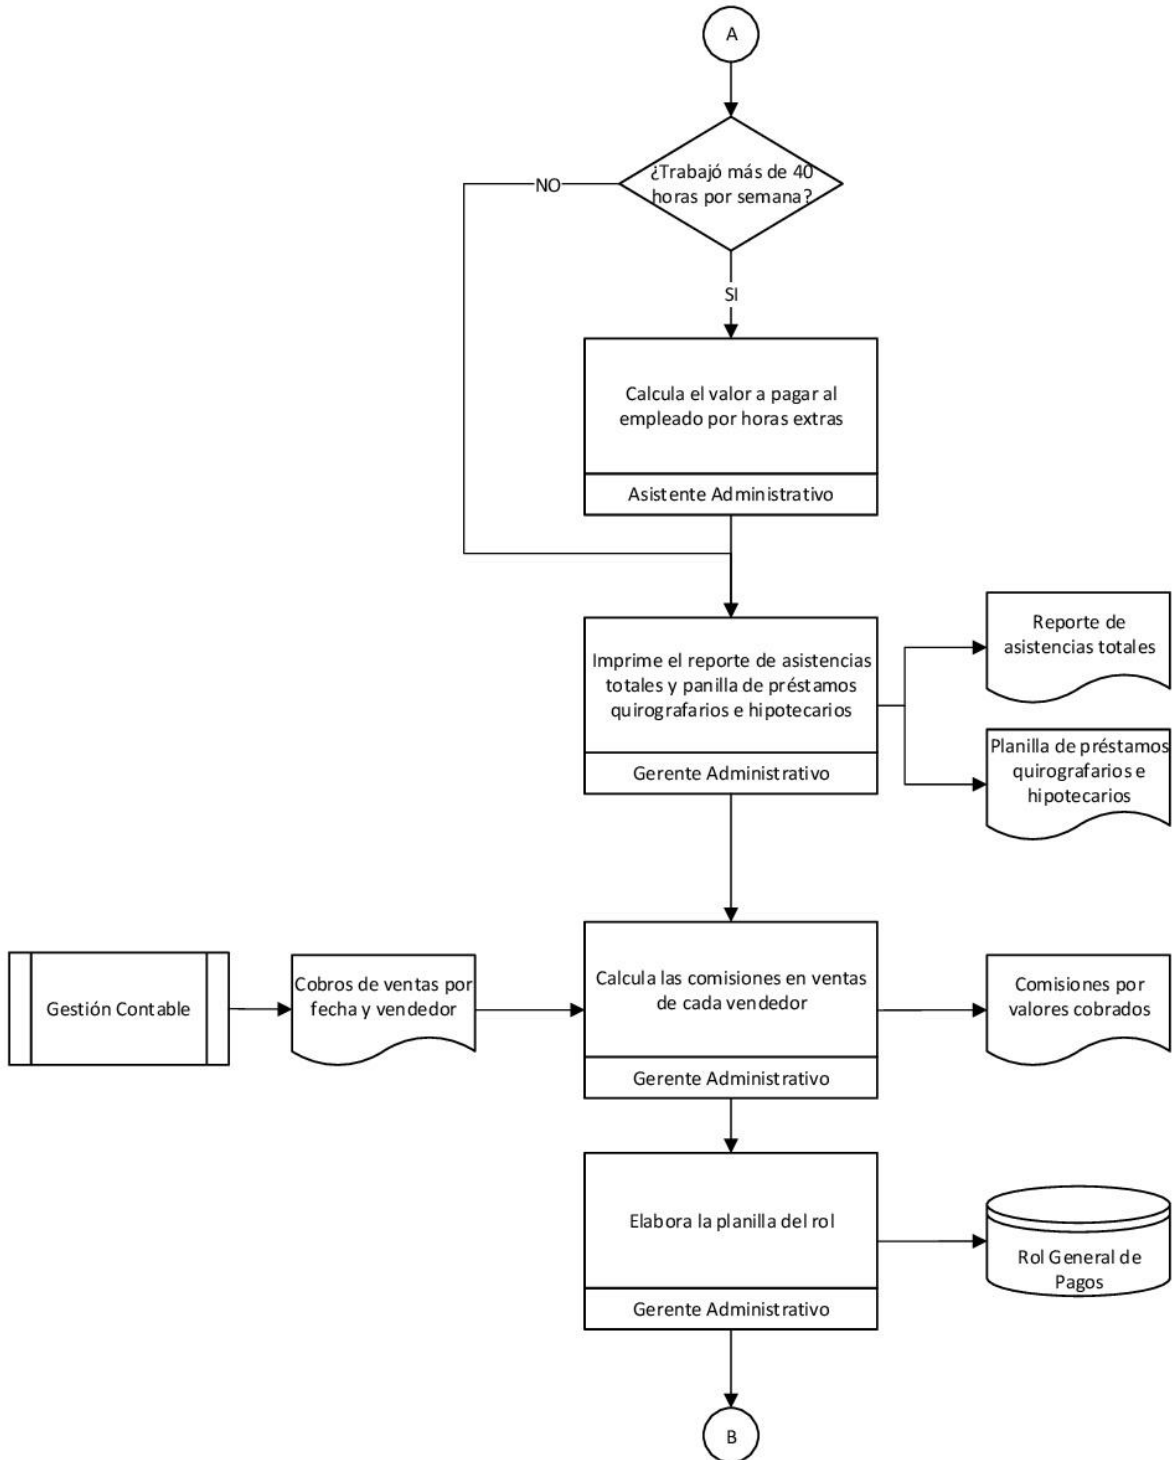 A
¿Trabajó más de 40
horas por semana?
NO
SI
Calcula el valor a pagar al
empleado por horas extras
Asistente Administrativo
Imprime el reporte de asistencias
totales y panilla de préstamos
quirografarios e hipotecarios
Gerente Administrativo
Reporte de
asistencias totales
Planilla de préstamos
quirografarios e
hipotecarios
Gestión Contable
Cobros de ventas por
fecha y vendedor
Calcula las comisiones en ventas
de cada vendedor
Gerente Administrativo
Comisiones por
valores cobrados
Elabora la planilla del rol
Gerente Administrativo
Rol General de
Pagos
B